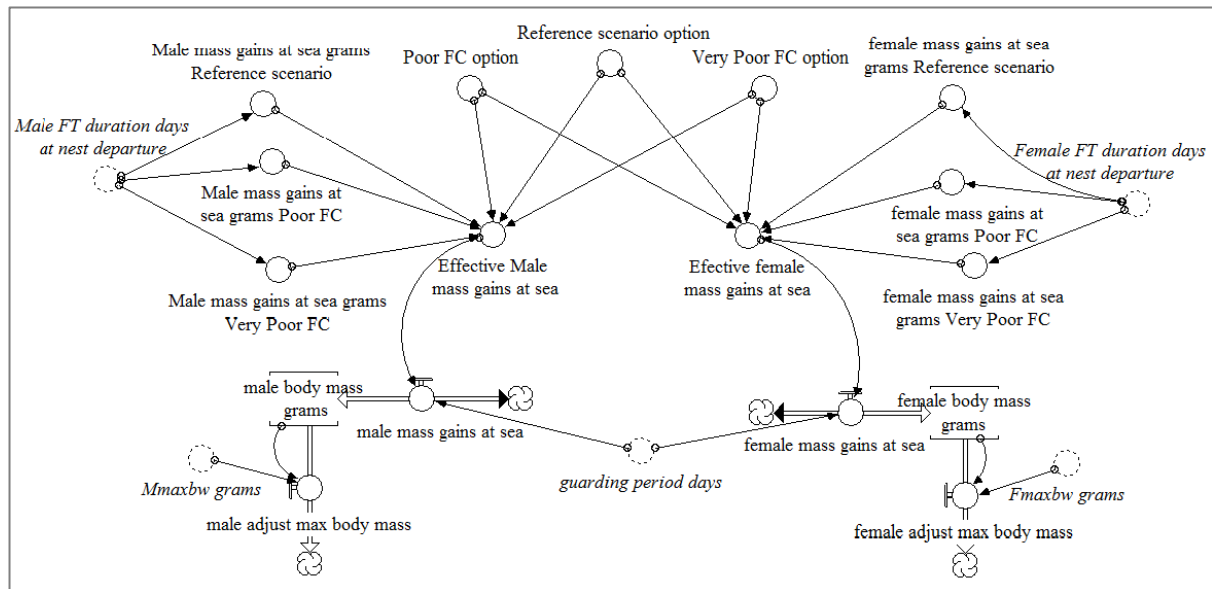 Male mass gains at sea grams
Reference scenario
Poor FC option
Reference scenario option
Very Poor FC option
female mass gains at sea
grams Reference scenario
Male FT duration days
at nest departure
Female FT duration days
at nest departure
Male mass gains at
sea grams Poor FC
female mass gains at
sea grams Poor FC
Effective Male
mass gains at sea
Efective female
mass gains at sea
Male mass gains at sea grams
Very Poor FC
female mass gains at sea
grams Very Poor FC
male body mass
grams
male mass gains at sea
female mass gains at sea
female body mass
grams
Mmaxbw grams
guarding period days
Fmaxbw grams
male adjust max body mass
female adjust max body mass